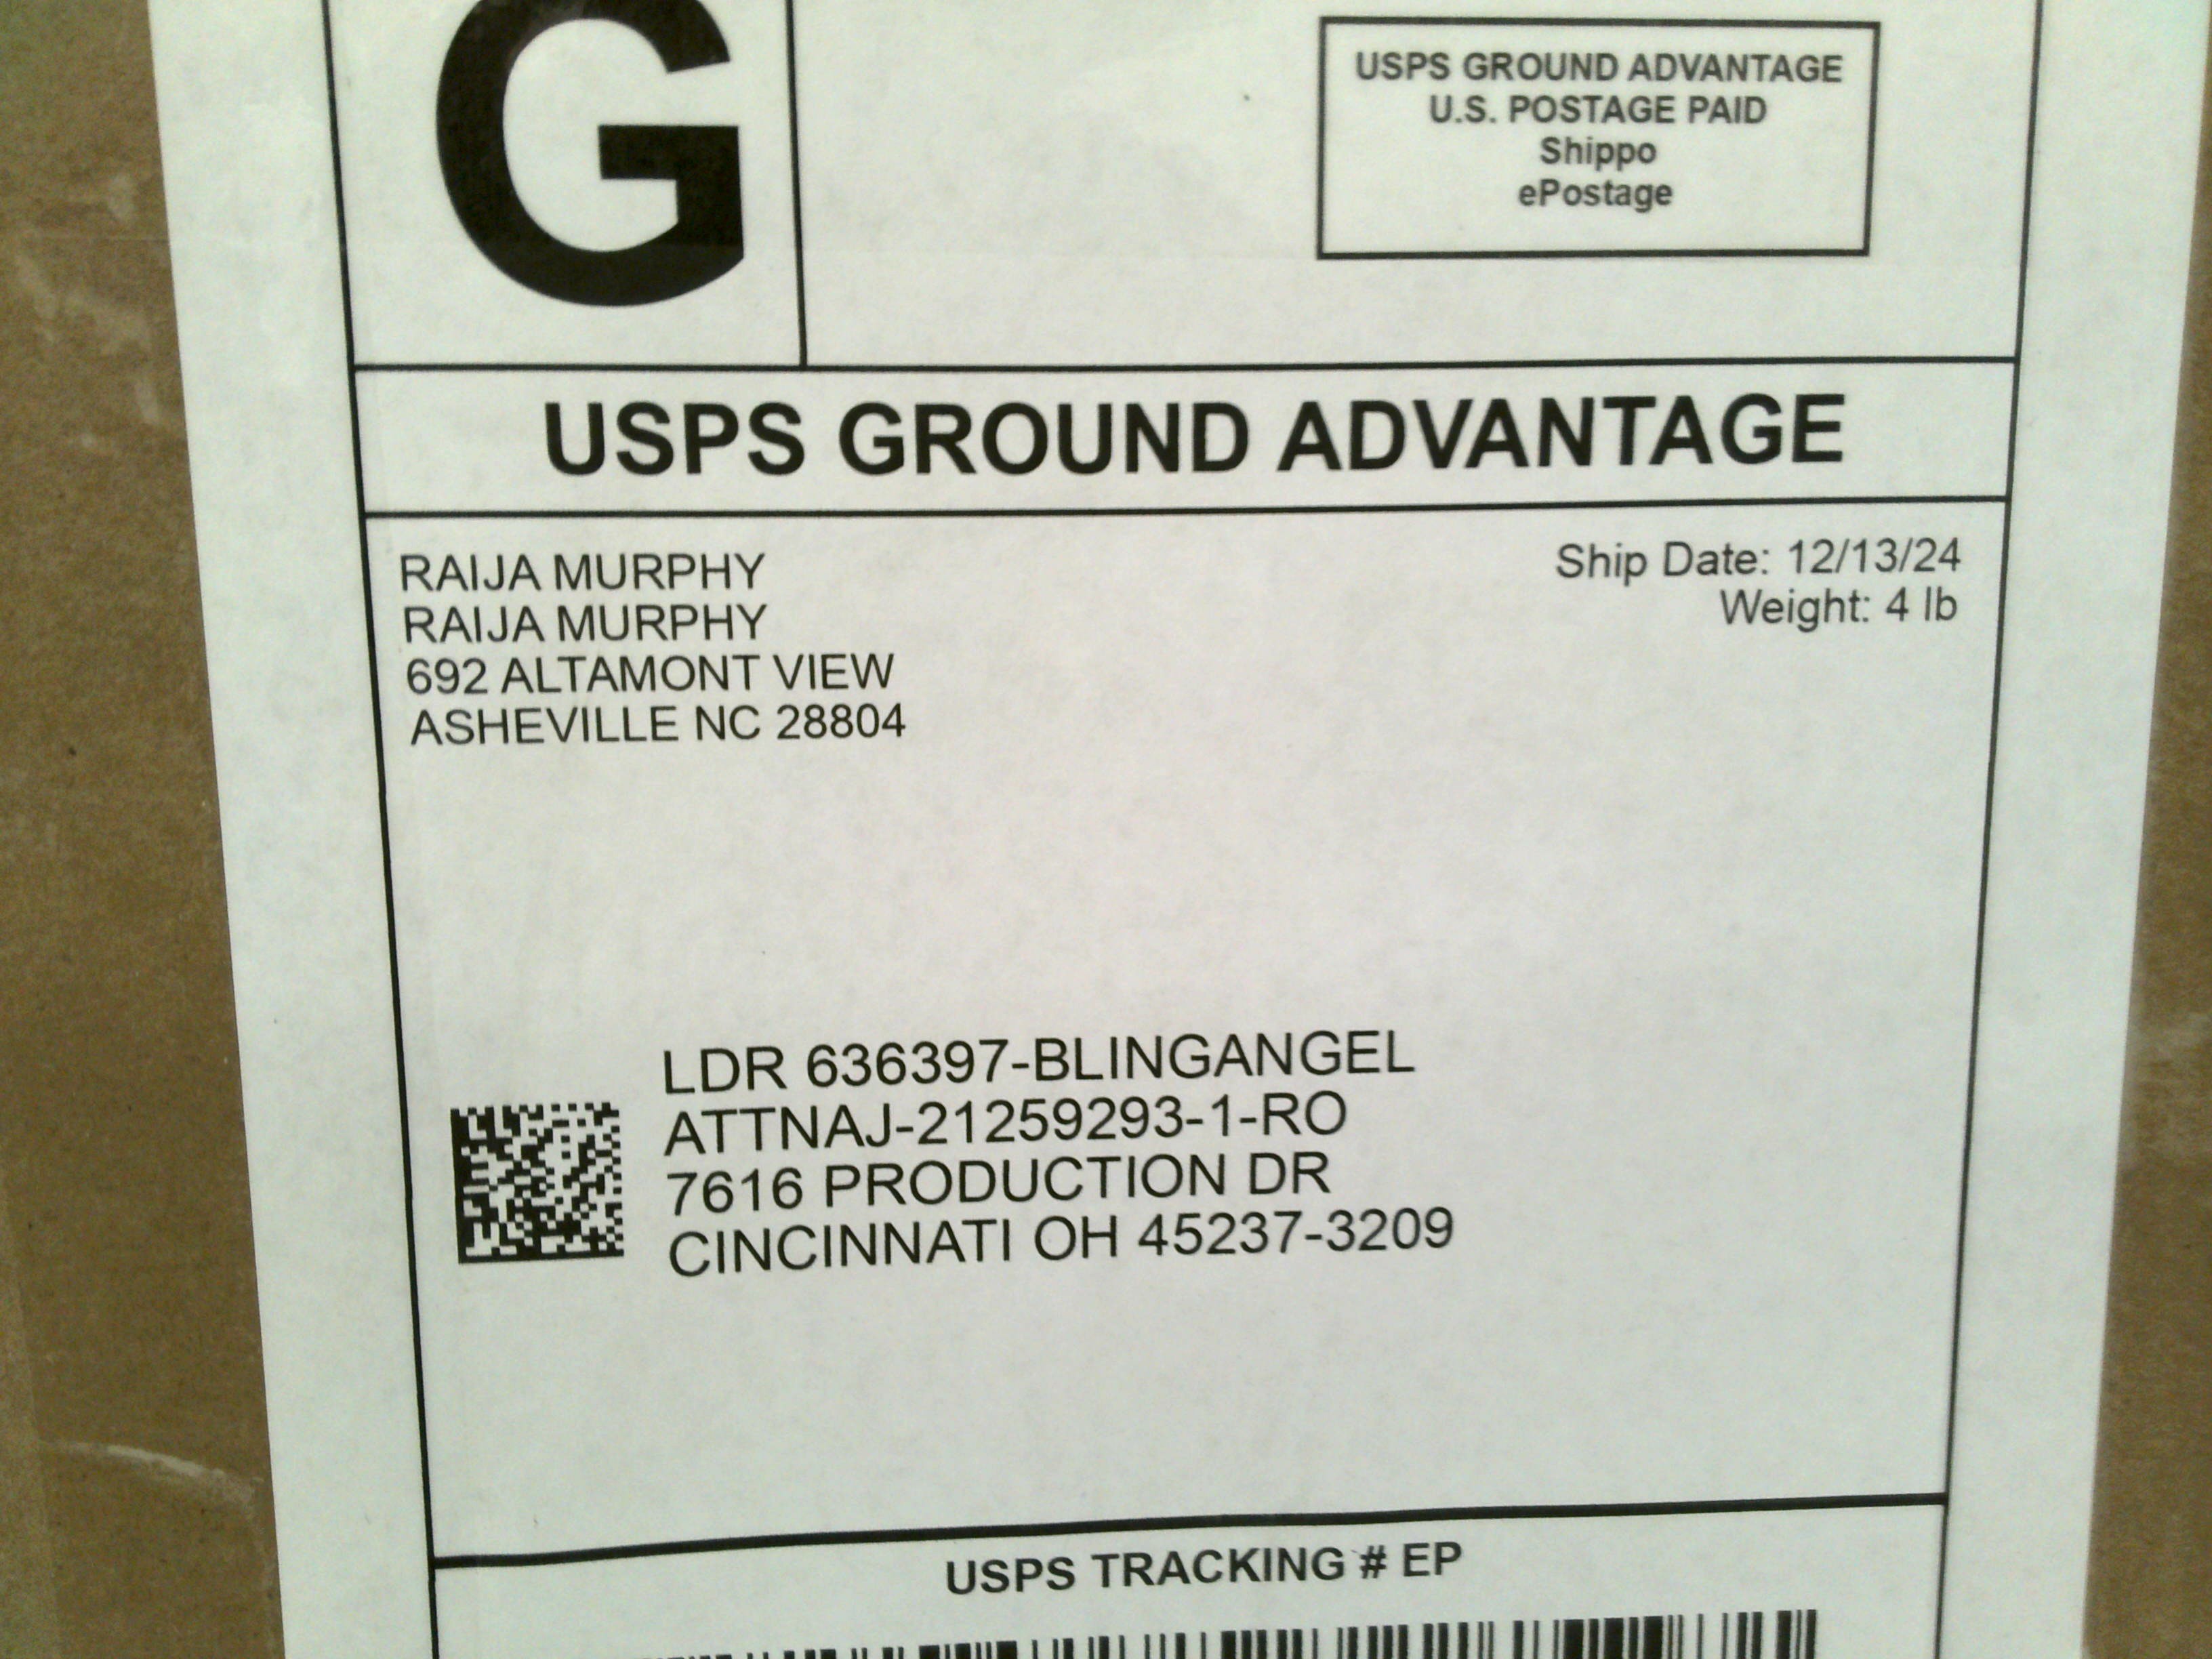 G
USPS GROUND ADVANTAGE
U.S. POSTAGE PAID
Shippo
ePostage
USPS GROUND ADVANTAGE
RAIJA MURPHY
RAIJA MURPHY
692 ALTAMONT VIEW
ASHEVILLE NC 28804
Ship Date: 12/13/24
Weight: 4 lb
LDR 636397-BLINGANGEL
ATTNAJ-21259293-1-RO
7616 PRODUCTION DR
CINCINNATI OH 45237-3209
USPS TRACKING # EP